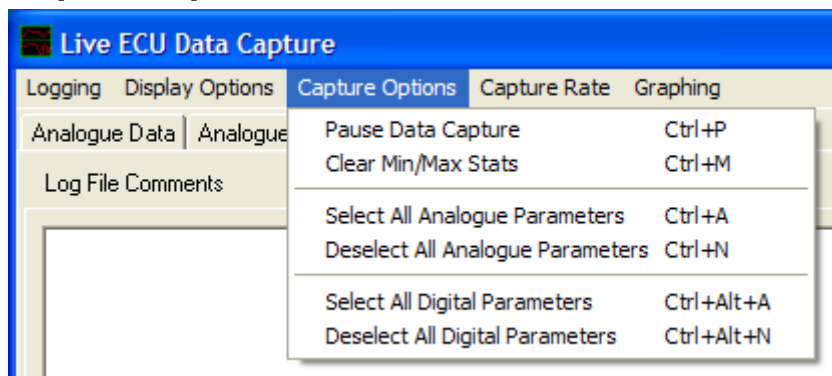 Live ECU Data Capture
Logging Display Options Capture Options Capture Rate Graphing
Analogue Data Analogue
Pause Data Capture Ctrl+P
Clear Min/Max Stats Ctrl+M
Log File Comments
Select All Analogue Parameters Ctrl+A
Deselect All Analogue Parameters Ctrl+N
Select All Digital Parameters Ctrl+Alt+A
Deselect All Digital Parameters Ctrl+Alt+N